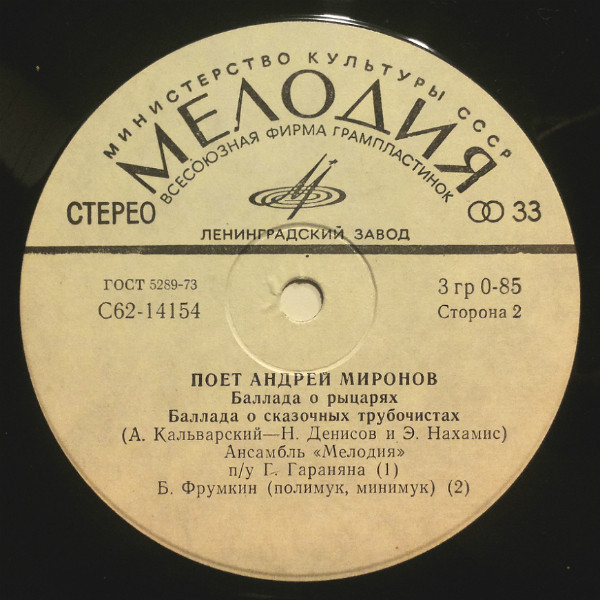 МИНИСТЕРСТВО КУЛЬТУРЫ СССР
МЕЛОДИЯ
ВСЕСОЮЗНАЯ ФИРМА ГРАМПЛАСТИНОК
СТЕРЕО
33
ЛЕНИНГРАДСКИЙ ЗАВОД
ГОСТ 5289-73
3 гр 0-85
С62-14154
Сторона 2
ПОЕТ АНДРЕЙ МИРОНОВ
Баллада о рыцарях
Баллада о сказочных трубочистах
(А. Кальварский—Н. Денисов и Э. Нахамис)
Ансамбль «Мелодия»
п/у Г. Гараняна (1)
Б. Фрумкин (полимук, минимук) (2)